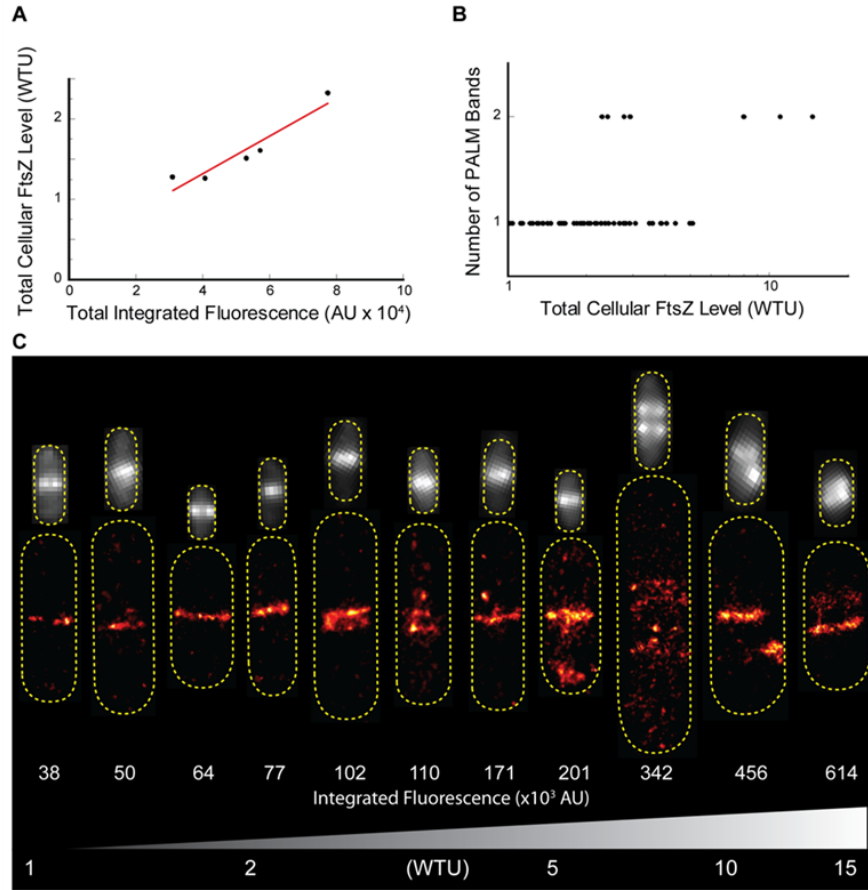 A
Total Cellular FtsZ Level (WTU)
2
1
0
0 2 4 6 8 10
Total Integrated Fluorescence (AU x 10⁴)
B
Number of PALM Bands
2
1
1 10
Total Cellular FtsZ Level (WTU)
C
38 50 64 77 102 110 171 201 342 456 614
Integrated Fluorescence (x10³ AU)
1 2 (WTU) 5 10 15